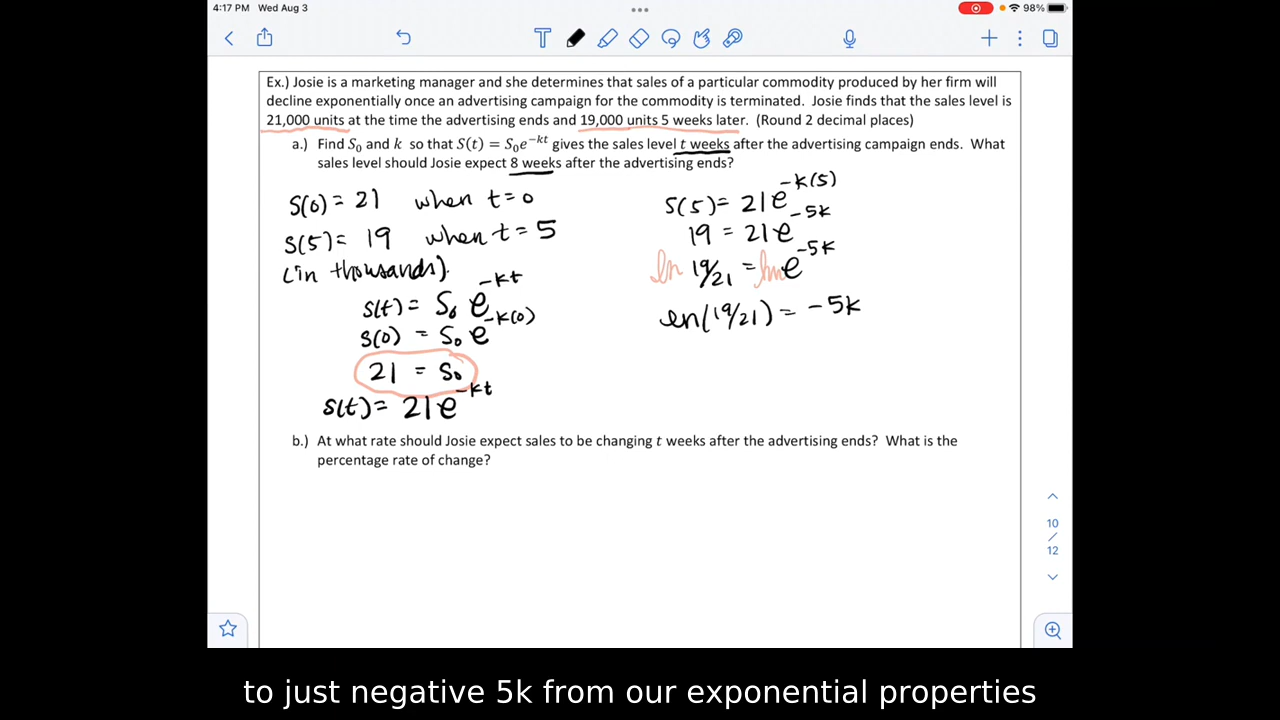 4:17 PM Wed Aug 3
98%
Ex.) Josie is a marketing manager and she determines that sales of a particular commodity produced by her firm will
decline exponentially once an advertising campaign for the commodity is terminated. Josie finds that the sales level is
21,000 units at the time the advertising ends and 19,000 units 5 weeks later. (Round 2 decimal places)
a.) Find S₀ and k so that S(t) = S₀e^{-kt} gives the sales level t weeks after the advertising campaign ends. What
sales level should Josie expect 8 weeks after the advertising ends?
S(0) = 21 when t = 0
S(5) = 19 when t = 5
(in thousands).
S(t) = S₀ e^{-kt}
S(0) = S₀ e^{-k(0)}
21 = S₀
S(t) = 21e^{-kt}
S(5) = 21e^{-k(5)}
19 = 21e^{-5k}
ln 19/21 = ln e^{-5k}
ln(19/21) = -5k
b.) At what rate should Josie expect sales to be changing t weeks after the advertising ends? What is the
percentage rate of change?
10
/
12
to just negative 5k from our exponential properties